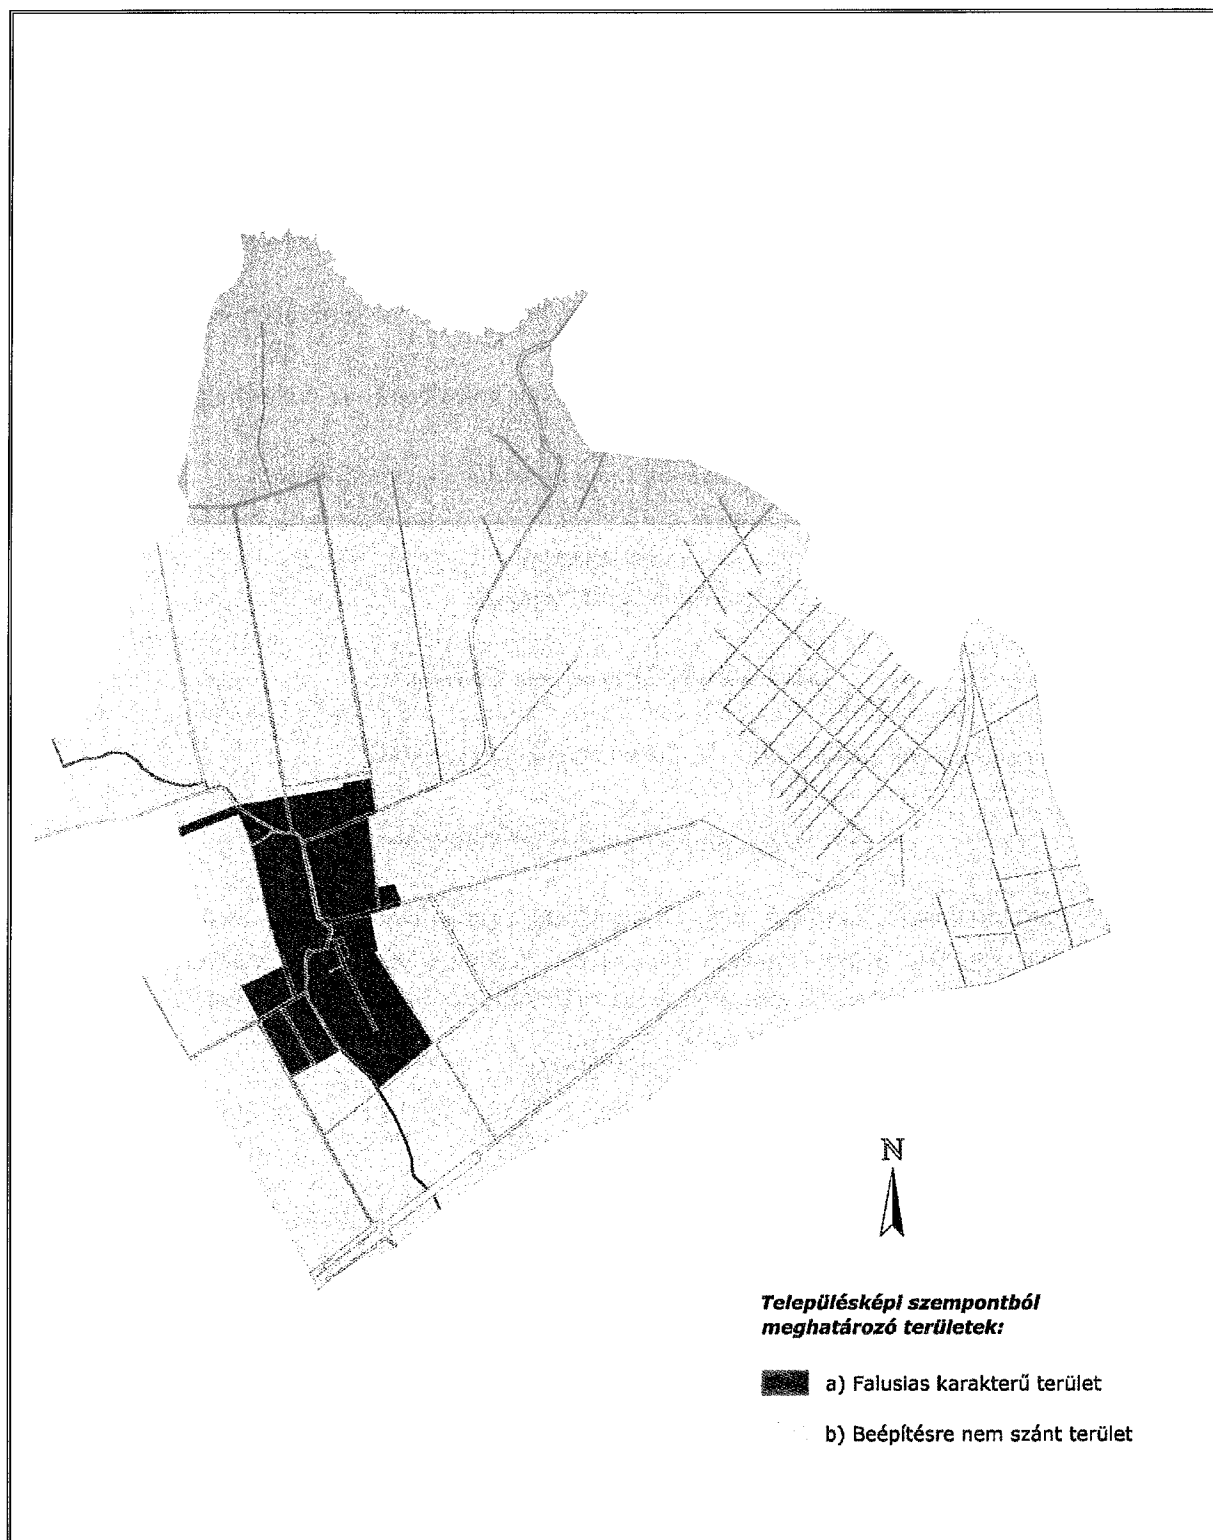 N
Településképi szempontból
meghatározó területek:
a) Falusias karakterű terület
b) Beépítésre nem szánt terület